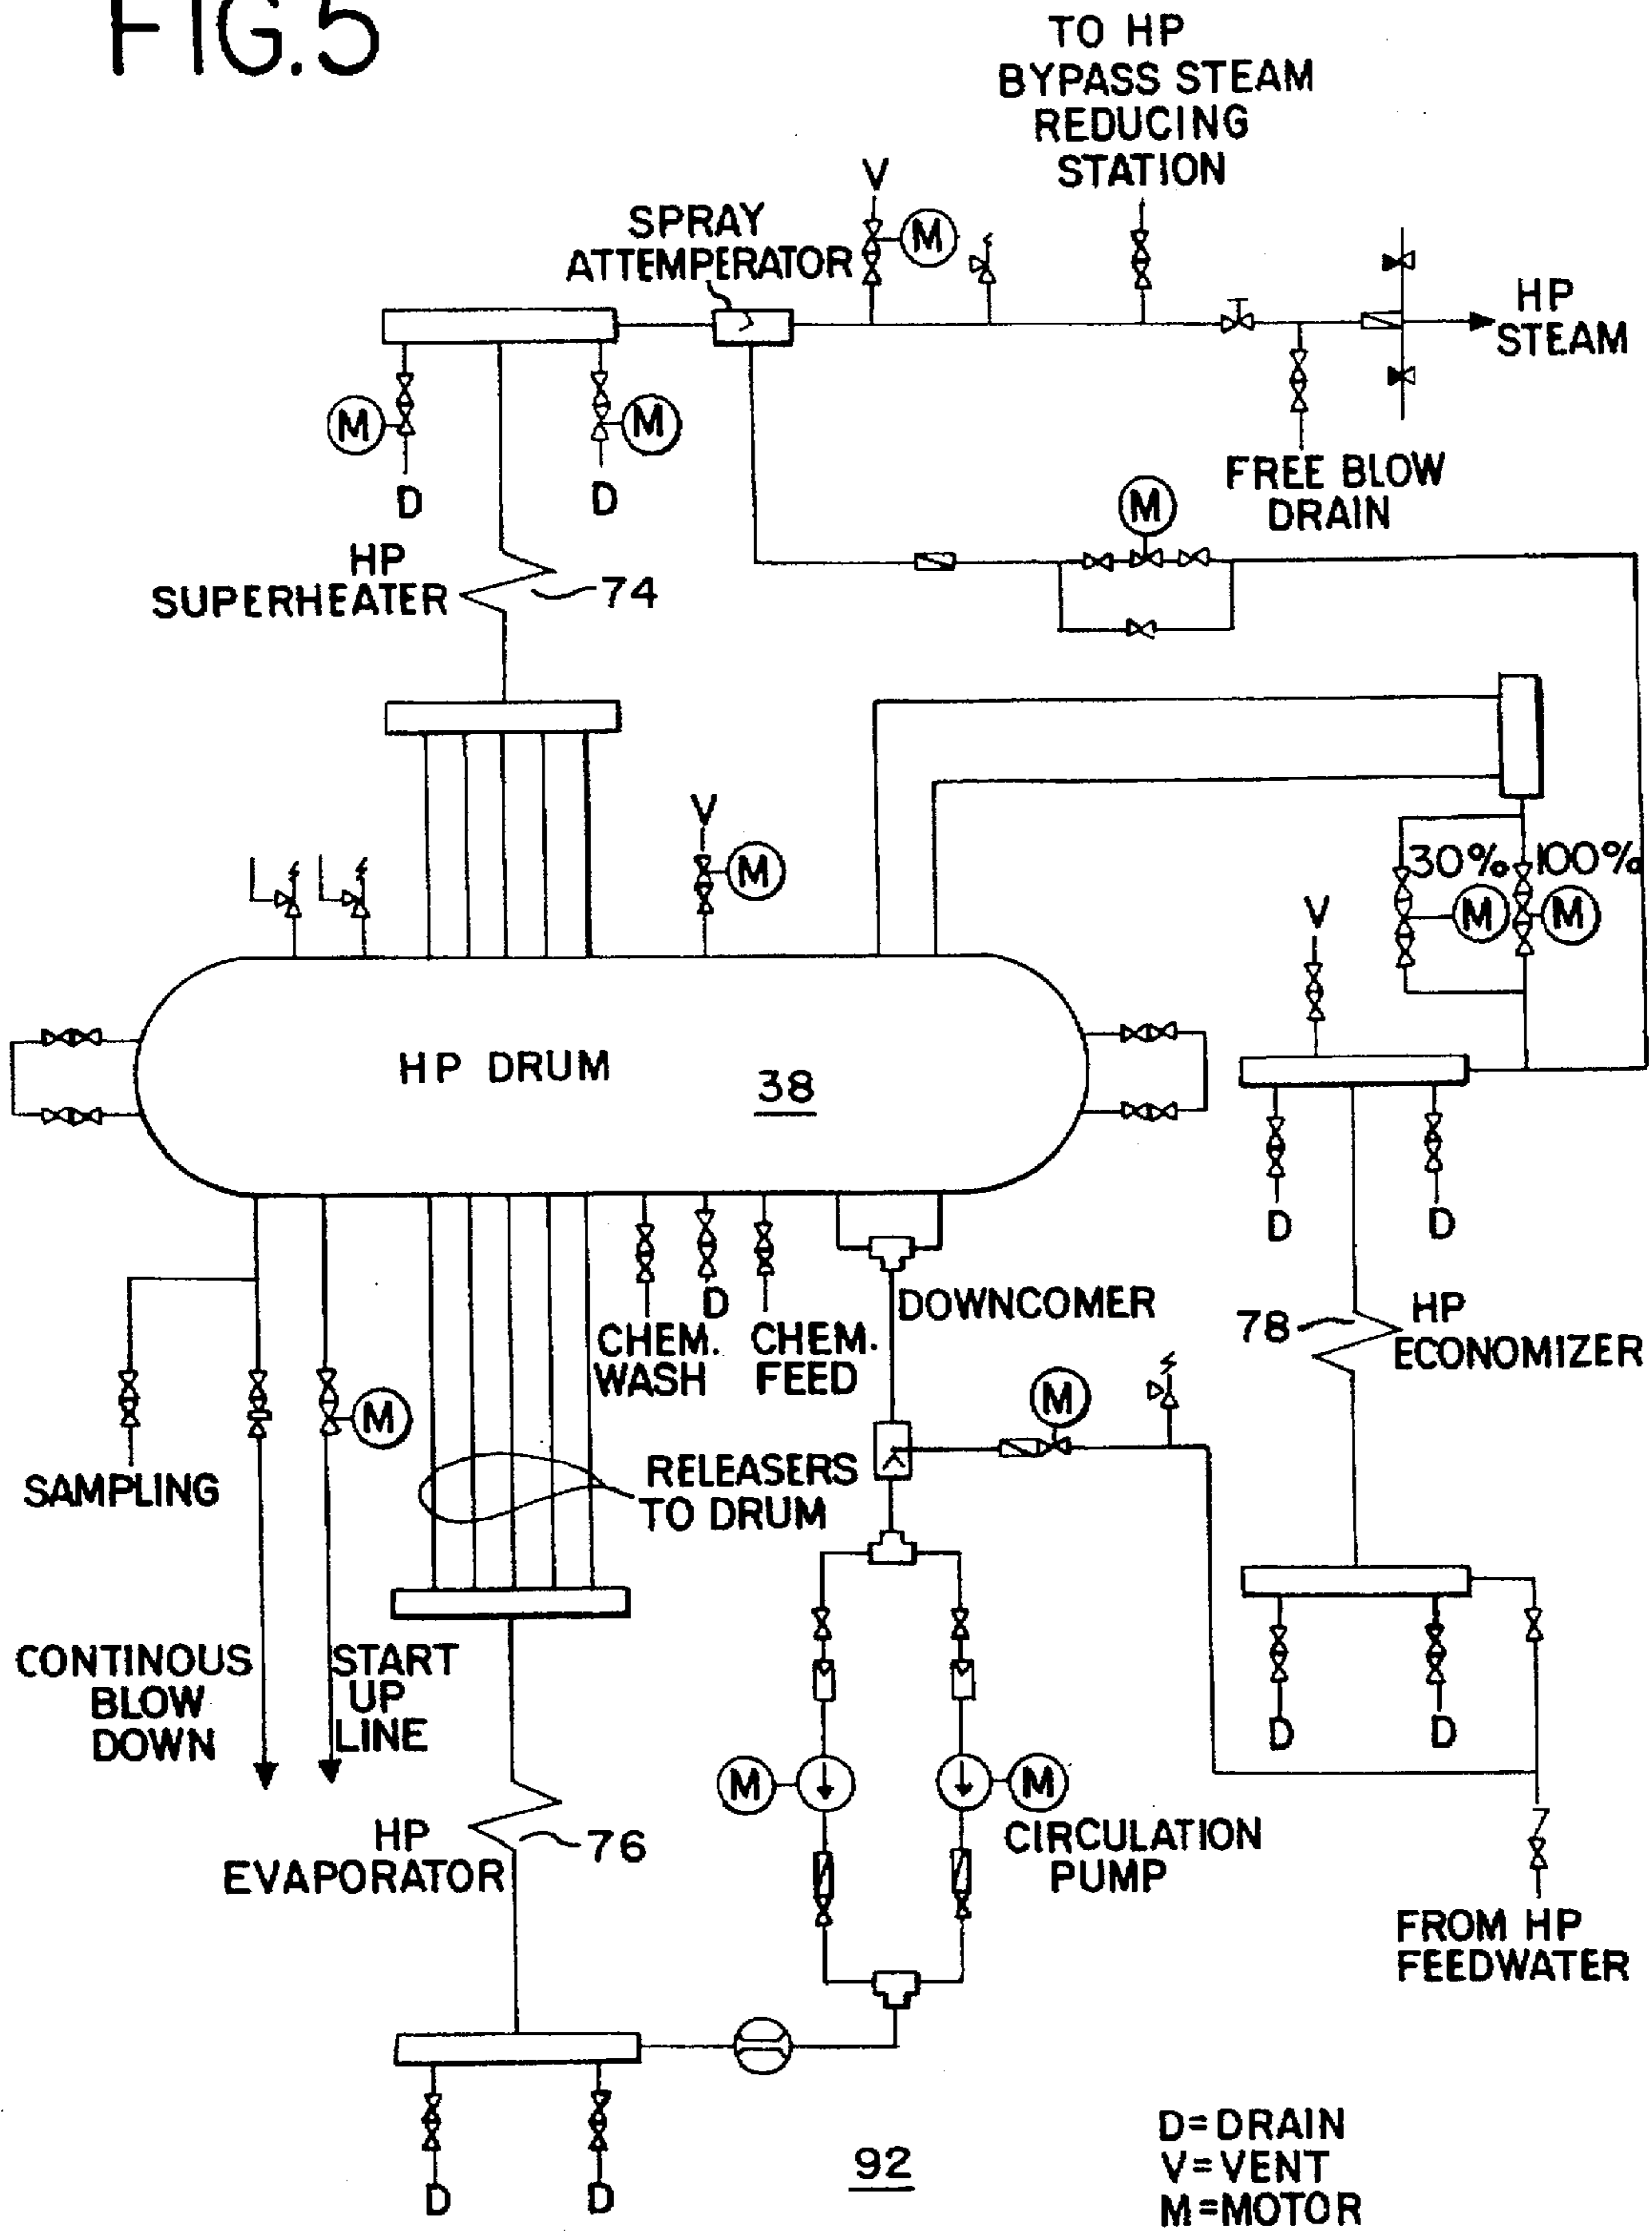 FIG.5
TO HP
BYPASS STEAM
REDUCING
STATION
V
M
SPRAY
ATTEMPERATOR
HP
STEAM
M
M
D
D
FREE BLOW
DRAIN
M
HP
SUPERHEATER
74
V
M
30%
100%
M
M
V
HP DRUM
38
D
D
D
CHEM.
WASH
CHEM.
FEED
DOWNCOMER
78
HP
ECONOMIZER
M
M
SAMPLING
RELEASERS
TO DRUM
CONTINOUS
BLOW
DOWN
START
UP
LINE
D
D
M
M
CIRCULATION
PUMP
HP
EVAPORATOR
76
FROM HP
FEEDWATER
D
D
92
D=DRAIN
V=VENT
M=MOTOR